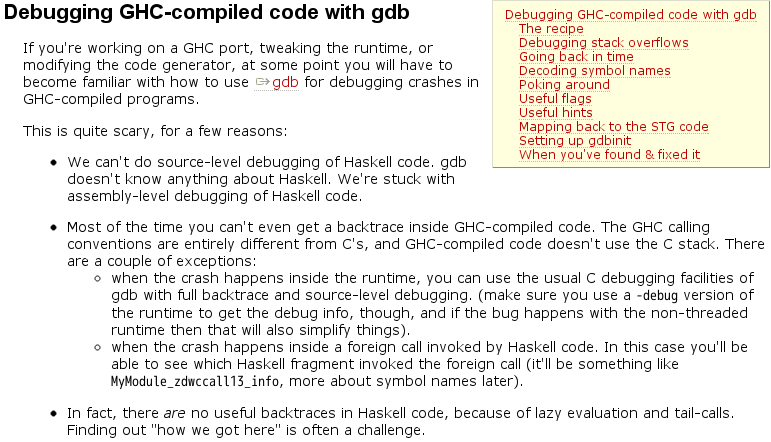 Debugging GHC-compiled code with gdb
If you're working on a GHC port, tweaking the runtime, or
modifying the code generator, at some point you will have to
become familiar with how to use gdb for debugging crashes in
GHC-compiled programs.
This is quite scary, for a few reasons:
Debugging GHC-compiled code with gdb
The recipe
Debugging stack overflows
Going back in time
Decoding symbol names
Poking around
Useful flags
Useful hints
Mapping back to the STG code
Setting up gdbinit
When you've found & fixed it
• We can't do source-level debugging of Haskell code. gdb
doesn't know anything about Haskell. We're stuck with
assembly-level debugging of Haskell code.
• Most of the time you can't even get a backtrace inside GHC-compiled code. The GHC calling
conventions are entirely different from C's, and GHC-compiled code doesn't use the C stack. There
are a couple of exceptions:
◦ when the crash happens inside the runtime, you can use the usual C debugging facilities of
gdb with full backtrace and source-level debugging. (make sure you use a -debug version of
the runtime to get the debug info, though, and if the bug happens with the non-threaded
runtime then that will also simplify things).
◦ when the crash happens inside a foreign call invoked by Haskell code. In this case you'll be
able to see which Haskell fragment invoked the foreign call (it'll be something like
MyModule_zdwccall13_info, more about symbol names later).
• In fact, there are no useful backtraces in Haskell code, because of lazy evaluation and tail-calls.
Finding out "how we got here" is often a challenge.